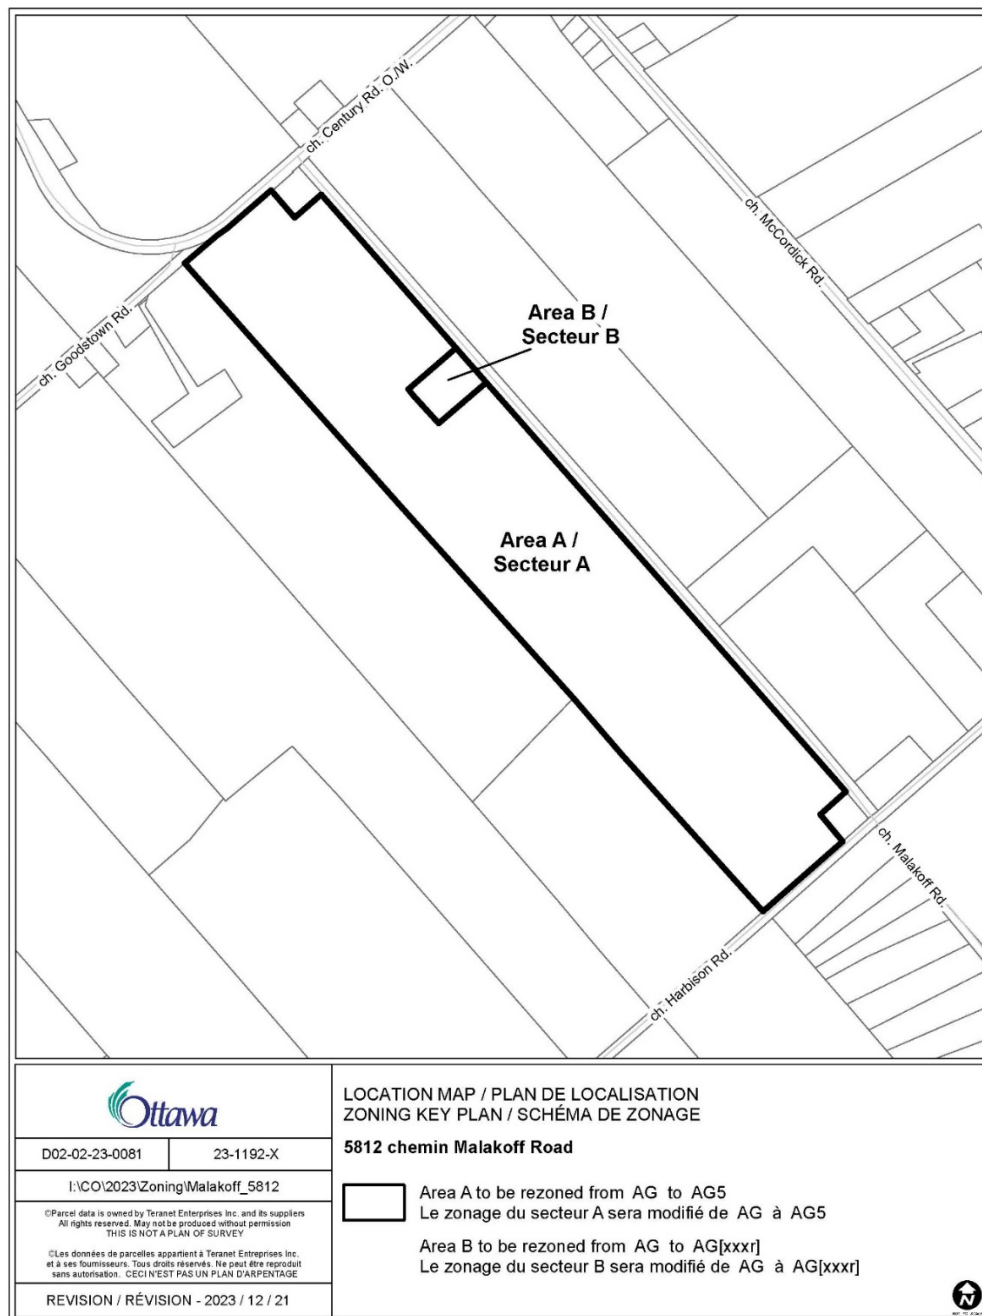 ch. Century Rd. O./W.
ch. McCordick Rd.
ch. Goodstown Rd.
Area B /
Secteur B
Area A /
Secteur A
ch. Malakoff Rd.
ch. Harbison Rd.
Ottawa
D02-02-23-0081
23-1192-X
I:\CO\2023\Zoning\Malakoff_5812
©Parcel data is owned by Teranet Enterprises Inc. and its suppliers
All rights reserved. May not be produced without permission
THIS IS NOT A PLAN OF SURVEY
©Les données de parcelles appartient à Teranet Entreprises Inc.
et à ses fournisseurs. Tous droits réservés. Ne peut être reproduit
sans autorisation. CECI N'EST PAS UN PLAN D'ARPENTAGE
REVISION / RÉVISION - 2023 / 12 / 21
LOCATION MAP / PLAN DE LOCALISATION
ZONING KEY PLAN / SCHÉMA DE ZONAGE
5812 chemin Malakoff Road
Area A to be rezoned from AG to AG5
Le zonage du secteur A sera modifié de AG à AG5
Area B to be rezoned from AG to AG[xxxr]
Le zonage du secteur B sera modifié de AG à AG[xxxr]
N